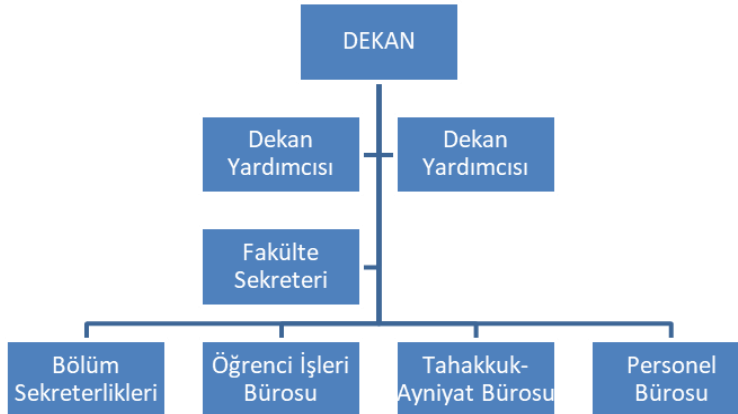 DEKAN
Dekan
Yardımcısı
Dekan
Yardımcısı
Fakülte
Sekreteri
Bölüm
Sekreterlikleri
Öğrenci İşleri
Bürosu
Tahakkuk-
Ayniyat Bürosu
Personel
Bürosu